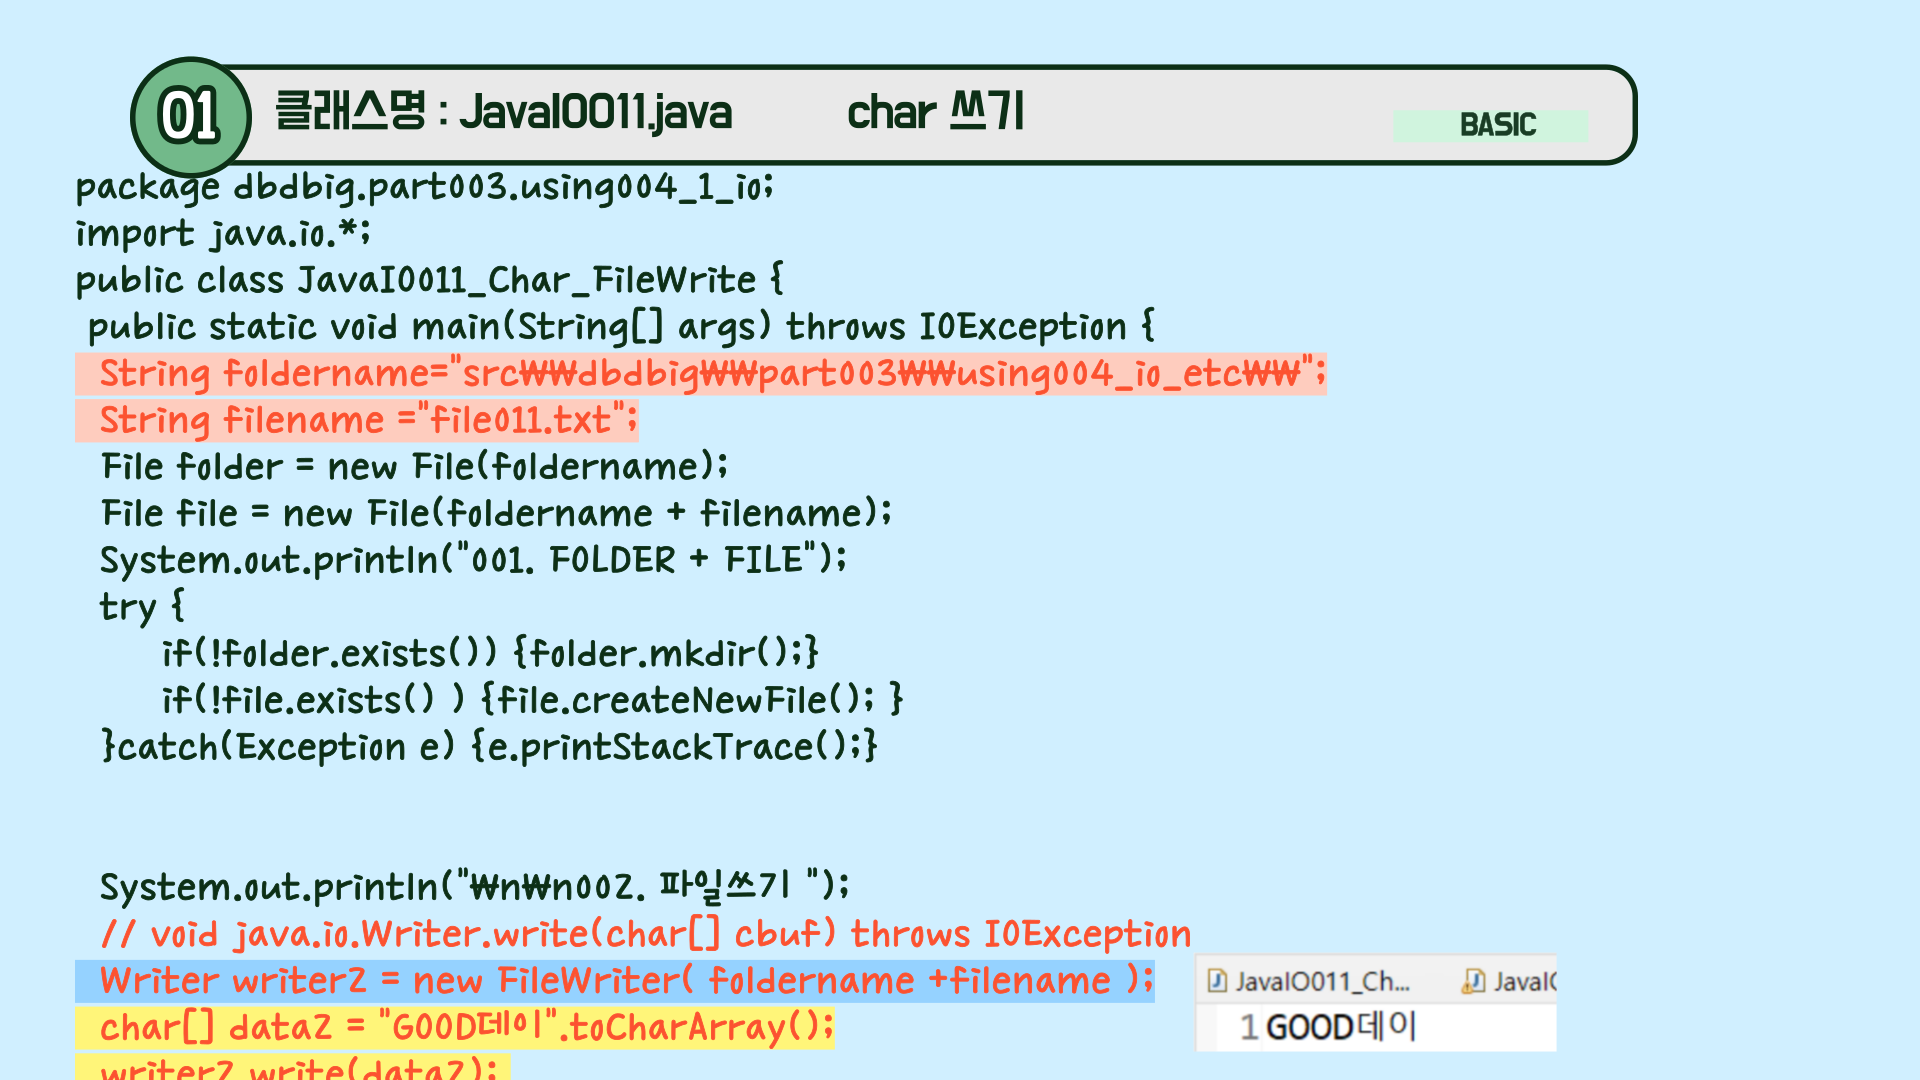 01
클래스명 : JavaIO011.java char 쓰기
BASIC
package dbdbig.part003.using004_1_io;
import java.io.*;
public class JavaIO011_Char_FileWrite {
public static void main(String[] args) throws IOException {
String foldername="src₩₩dbdbig₩₩part003₩₩using004_io_etc₩₩";
String filename ="file011.txt";
File folder = new File(foldername);
File file = new File(foldername + filename);
System.out.println("001. FOLDER + FILE");
try {
if(!folder.exists()) {folder.mkdir();}
if(!file.exists() ) {file.createNewFile(); }
}catch(Exception e) {e.printStackTrace();}
System.out.println("₩n₩n002. 파일쓰기 ");
// void java.io.Writer.write(char[] cbuf) throws IOException
Writer writer2 = new FileWriter( foldername +filename );
char[] data2 = "GOOD데이".toCharArray();
writer2.write(data2);
JavaIO011_Ch...
JavaIO
1 GOOD데이